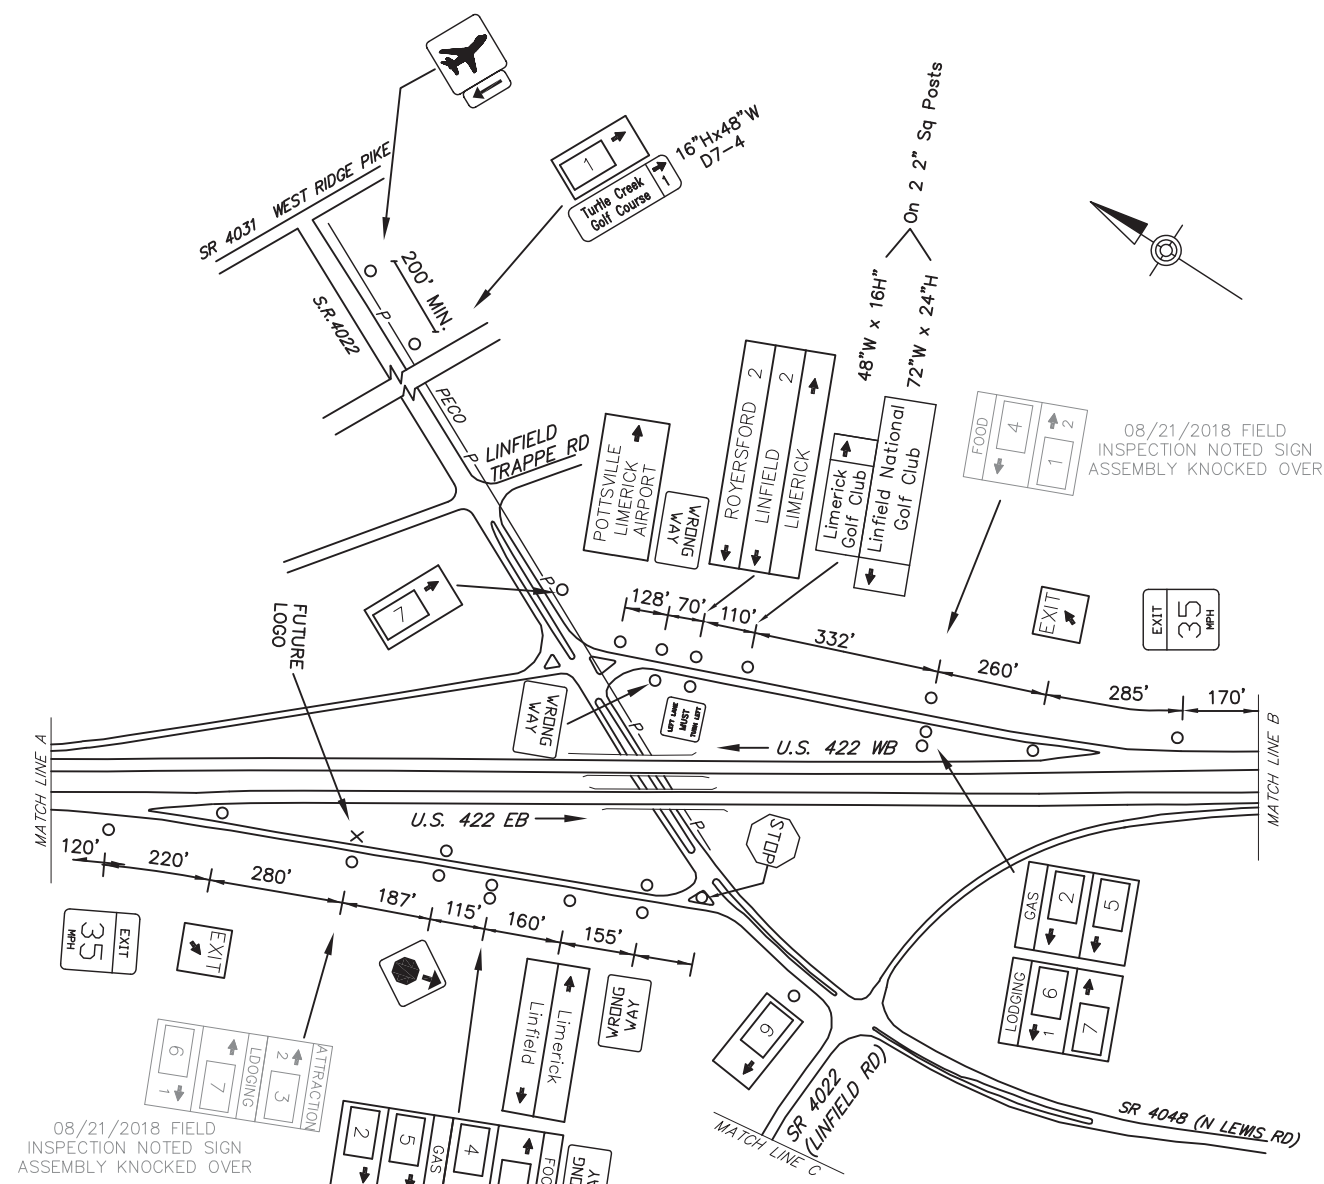 SR 4031 WEST RIDGE PIKE
1
Turtle Creek
Golf Course
1
16"Hx48"W
D7-4
200' MIN.
S.R.4022
P
PECO
P
LINFIELD
TRAPPE RD
On 2 2" Sq Posts
48"W x 16H"
72"W x 24"H
POTTSVILLE
LIMERICK
AIRPORT
WRONG
WAY
ROYERSFORD 2
LINFIELD 2
LIMERICK
Limerick
Golf Club
Linfield National
Golf Club
FOOD
4
1
2
08/21/2018 FIELD
INSPECTION NOTED SIGN
ASSEMBLY KNOCKED OVER
7
P
FUTURE
LOGO
128'
70'
110'
332'
260'
285'
170'
EXIT
EXIT
35
MPH
WRONG
WAY
LEFT LANE
MUST
TURN LEFT
P
U.S. 422 WB
U.S. 422 EB
MATCH LINE A
MATCH LINE B
P
STOP
120'
220'
280'
187'
115'
160'
155'
EXIT
35
MPH
EXIT
GAS
2
5
LODGING
6
1
7
Linfield
Limerick
WRONG
WAY
9
6
1
7
LDOGING
2
3
ATTRACTION
08/21/2018 FIELD
INSPECTION NOTED SIGN
ASSEMBLY KNOCKED OVER
2
5
GAS
4
SR 4022
(LINFIELD RD)
MATCH LINE C
SR 4048 (N LEWIS RD)